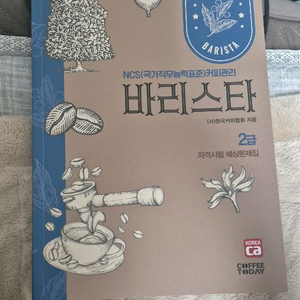 BARISTA
NCS(국가직무능력표준)커피관리
바리스타
(사)한국커피협회 지음
2급
자격시험 예상문제집
KOREA
ca
COFFEE
TODAY